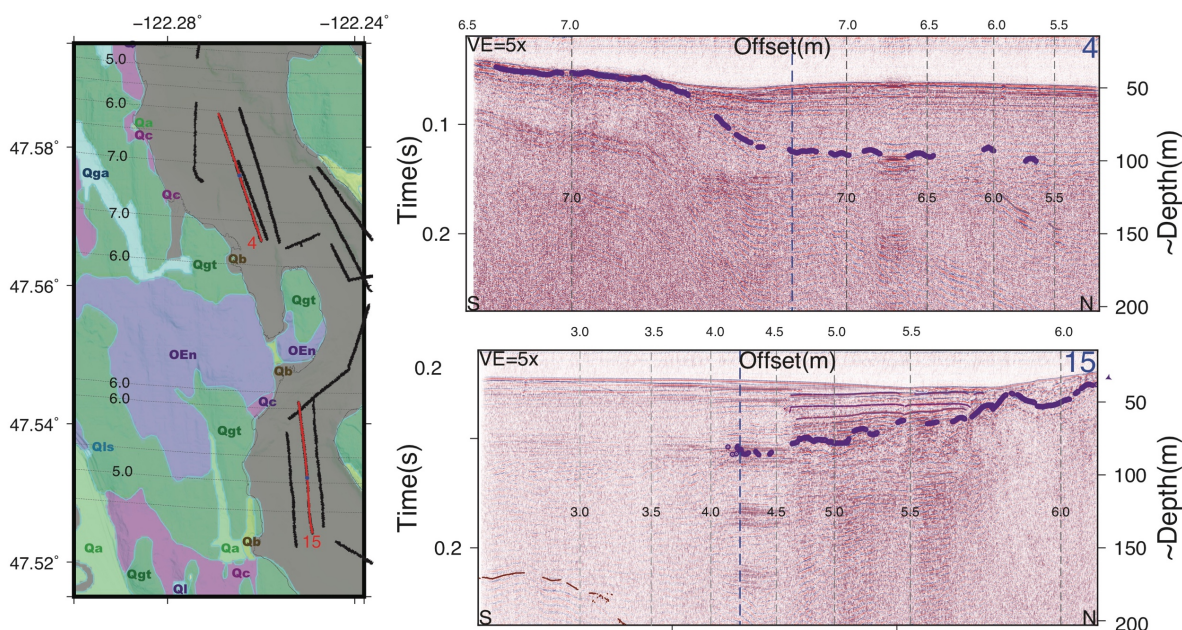 −122.28˚
−122.24˚
47.58˚
47.56˚
47.54˚
47.52˚
5.0
6.0
Qa
Qc
7.0
Qga
Qc
7.0
6.0
Qgt
Qb
4
Qgt
OEn
OEn
Qb
6.0
6.0
Qc
Qgt
Qls
5.0
15
Qa
Qgt
Qa
Qb
Qc
Ql
6.5
7.0
7.0
6.5
6.0
5.5
VE=5x
Offset(m)
4
50
0.1
100
7.0
7.0
6.5
6.0
5.5
0.2
150
200
S
N
Time(s)
~Depth(m)
3.0
3.5
4.0
4.5
5.0
5.5
6.0
VE=5x
Offset(m)
15
0.2
50
100
3.0
3.5
4.0
4.5
5.0
5.5
6.0
0.2
150
200
S
N
Time(s)
~Depth(m)